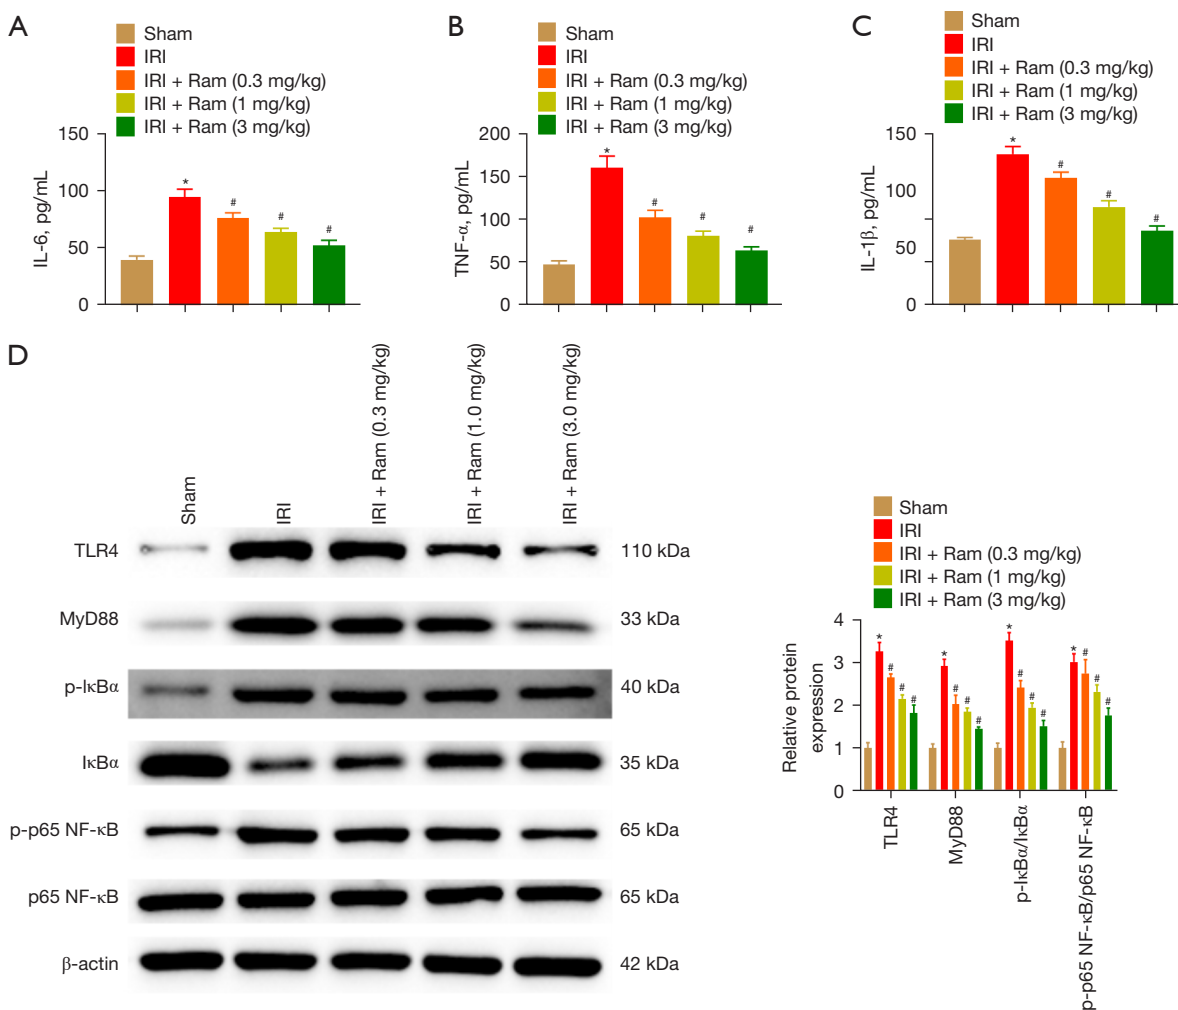 A
Sham
IRI
IRI + Ram (0.3 mg/kg)
IRI + Ram (1 mg/kg)
IRI + Ram (3 mg/kg)
IL-6, pg/mL
150
100
50
0
*
#
#
#
B
Sham
IRI
IRI + Ram (0.3 mg/kg)
IRI + Ram (1 mg/kg)
IRI + Ram (3 mg/kg)
TNF-α, pg/mL
200
150
100
50
0
*
#
#
#
C
Sham
IRI
IRI + Ram (0.3 mg/kg)
IRI + Ram (1 mg/kg)
IRI + Ram (3 mg/kg)
IL-1β, pg/mL
150
100
50
50
0
*
#
#
#
D
Sham
IRI
IRI + Ram (0.3 mg/kg)
IRI + Ram (1.0 mg/kg)
IRI + Ram (3.0 mg/kg)
TLR4 110 kDa
MyD88 33 kDa
p-IκBα 40 kDa
IκBα 35 kDa
p-p65 NF-κB 65 kDa
p65 NF-κB 65 kDa
β-actin 42 kDa
Sham
IRI
IRI + Ram (0.3 mg/kg)
IRI + Ram (1 mg/kg)
IRI + Ram (3 mg/kg)
Relative protein
expression
4
3
2
1
0
*
#
#
#
*
#
#
#
*
#
#
#
*
#
#
#
TLR4
MyD88
p-IκBα/IκBα
p-p65 NF-κB/p65 NF-κB